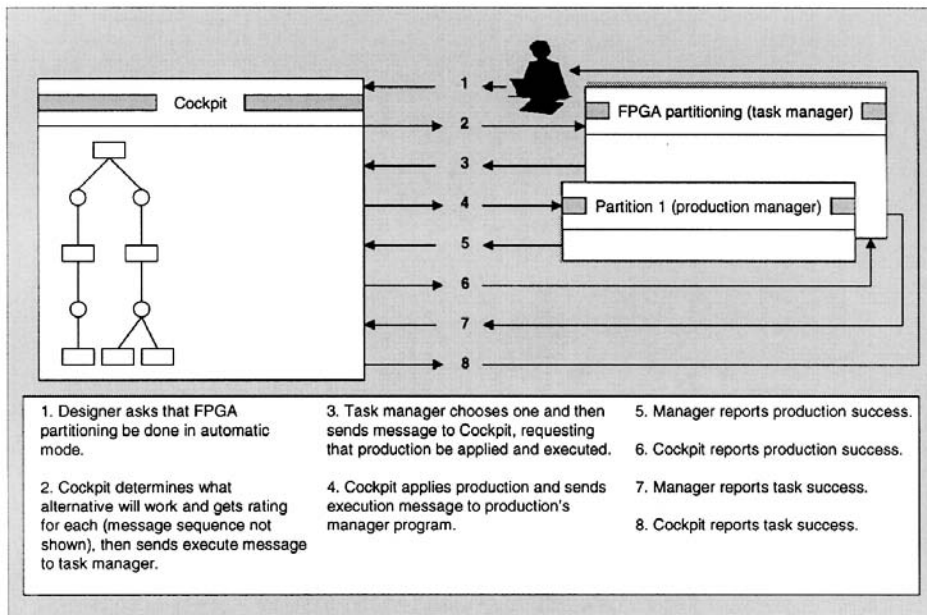 Cockpit
1
2
3
4
5
6
7
8
FPGA partitioning (task manager)
Partition 1 (production manager)
1. Designer asks that FPGA
partitioning be done in automatic
mode.
2. Cockpit determines what
alternative will work and gets rating
for each (message sequence not
shown), then sends execute message
to task manager.
3. Task manager chooses one and then
sends message to Cockpit, requesting
that production be applied and executed.
4. Cockpit applies production and sends
execution message to production's
manager program.
5. Manager reports production success.
6. Cockpit reports production success.
7. Manager reports task success.
8. Cockpit reports task success.